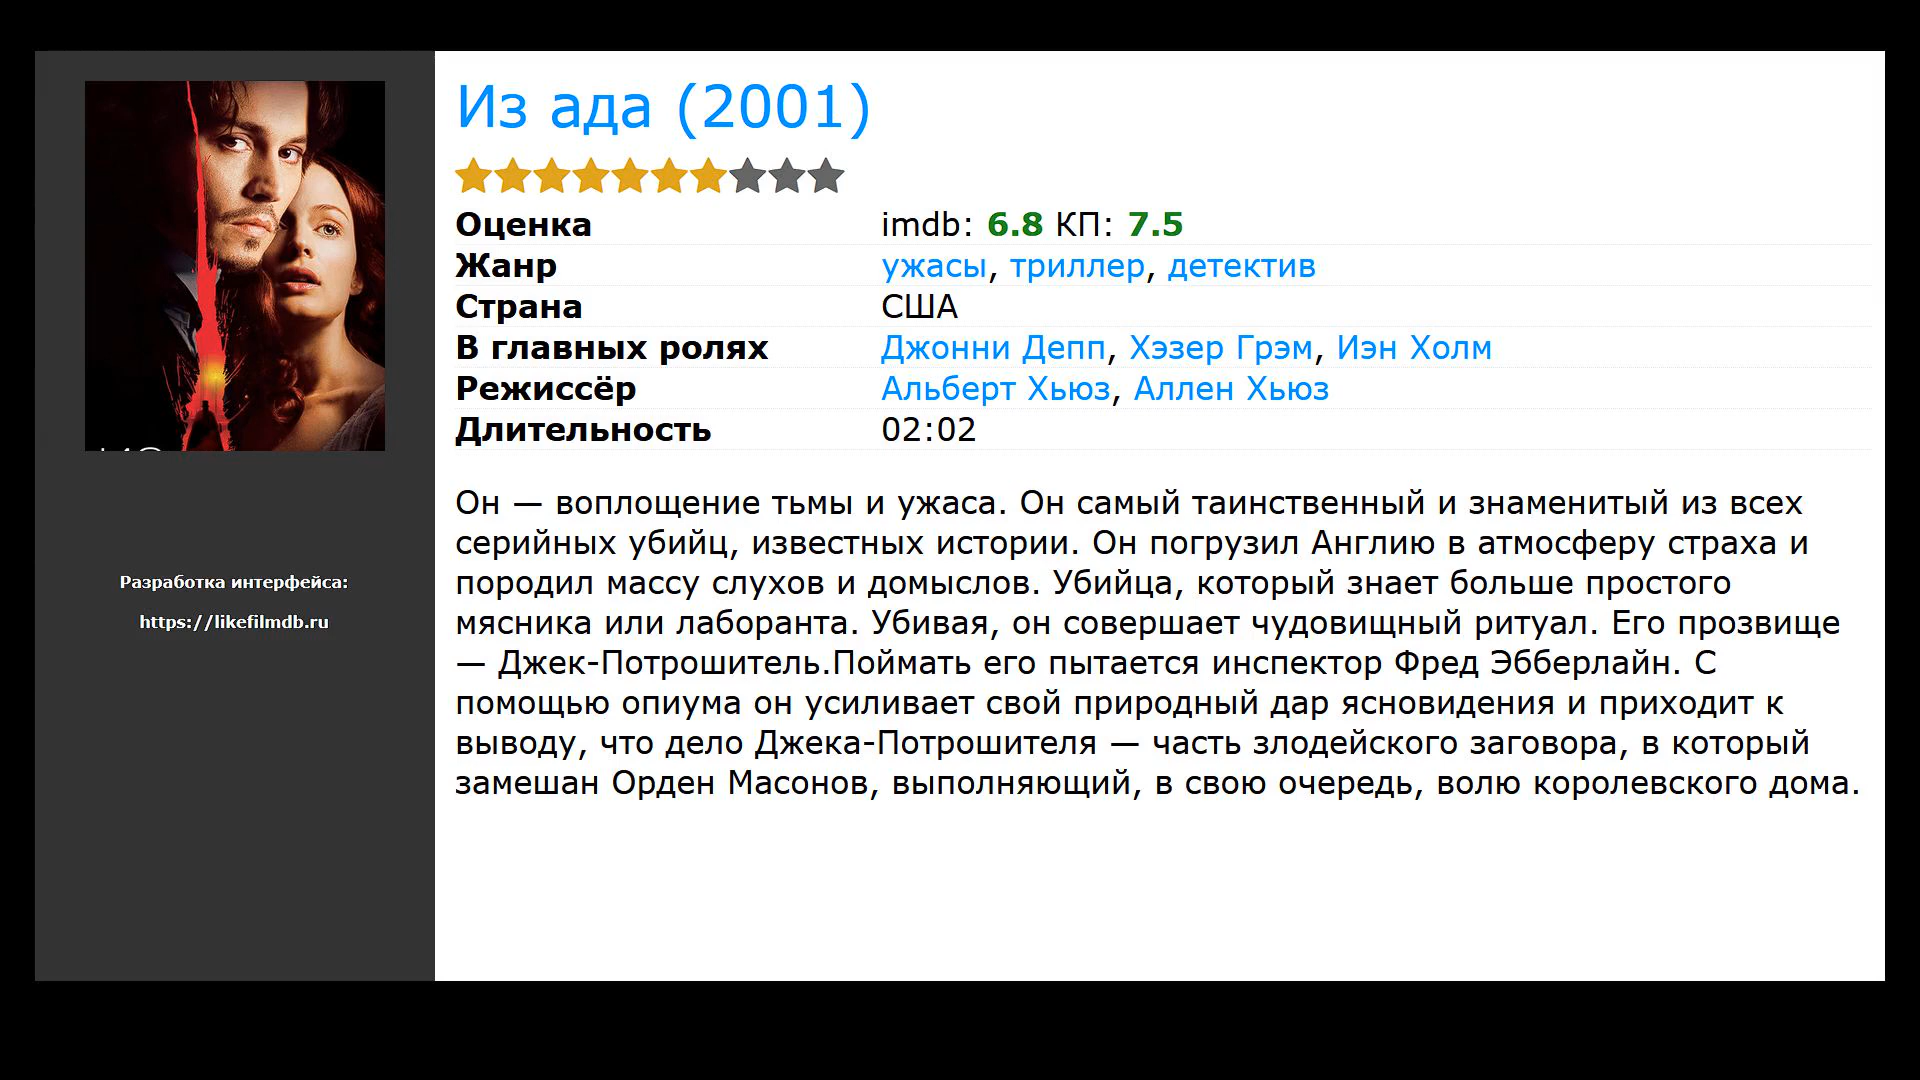 Из ада (2001)
Оценка imdb: 6.8 КП: 7.5
Жанр ужасы, триллер, детектив
Страна США
В главных ролях Джонни Депп, Хэзер Грэм, Иэн Холм
Режиссёр Альберт Хьюз, Аллен Хьюз
Длительность 02:02
Он — воплощение тьмы и ужаса. Он самый таинственный и знаменитый из всех
серийных убийц, известных истории. Он погрузил Англию в атмосферу страха и
породил массу слухов и домыслов. Убийца, который знает больше простого
мясника или лаборанта. Убивая, он совершает чудовищный ритуал. Его прозвище
— Джек-Потрошитель.Поймать его пытается инспектор Фред Эбберлайн. С
помощью опиума он усиливает свой природный дар ясновидения и приходит к
выводу, что дело Джека-Потрошителя — часть злодейского заговора, в который
замешан Орден Масонов, выполняющий, в свою очередь, волю королевского дома.
Разработка интерфейса:
https://likefilmdb.ru